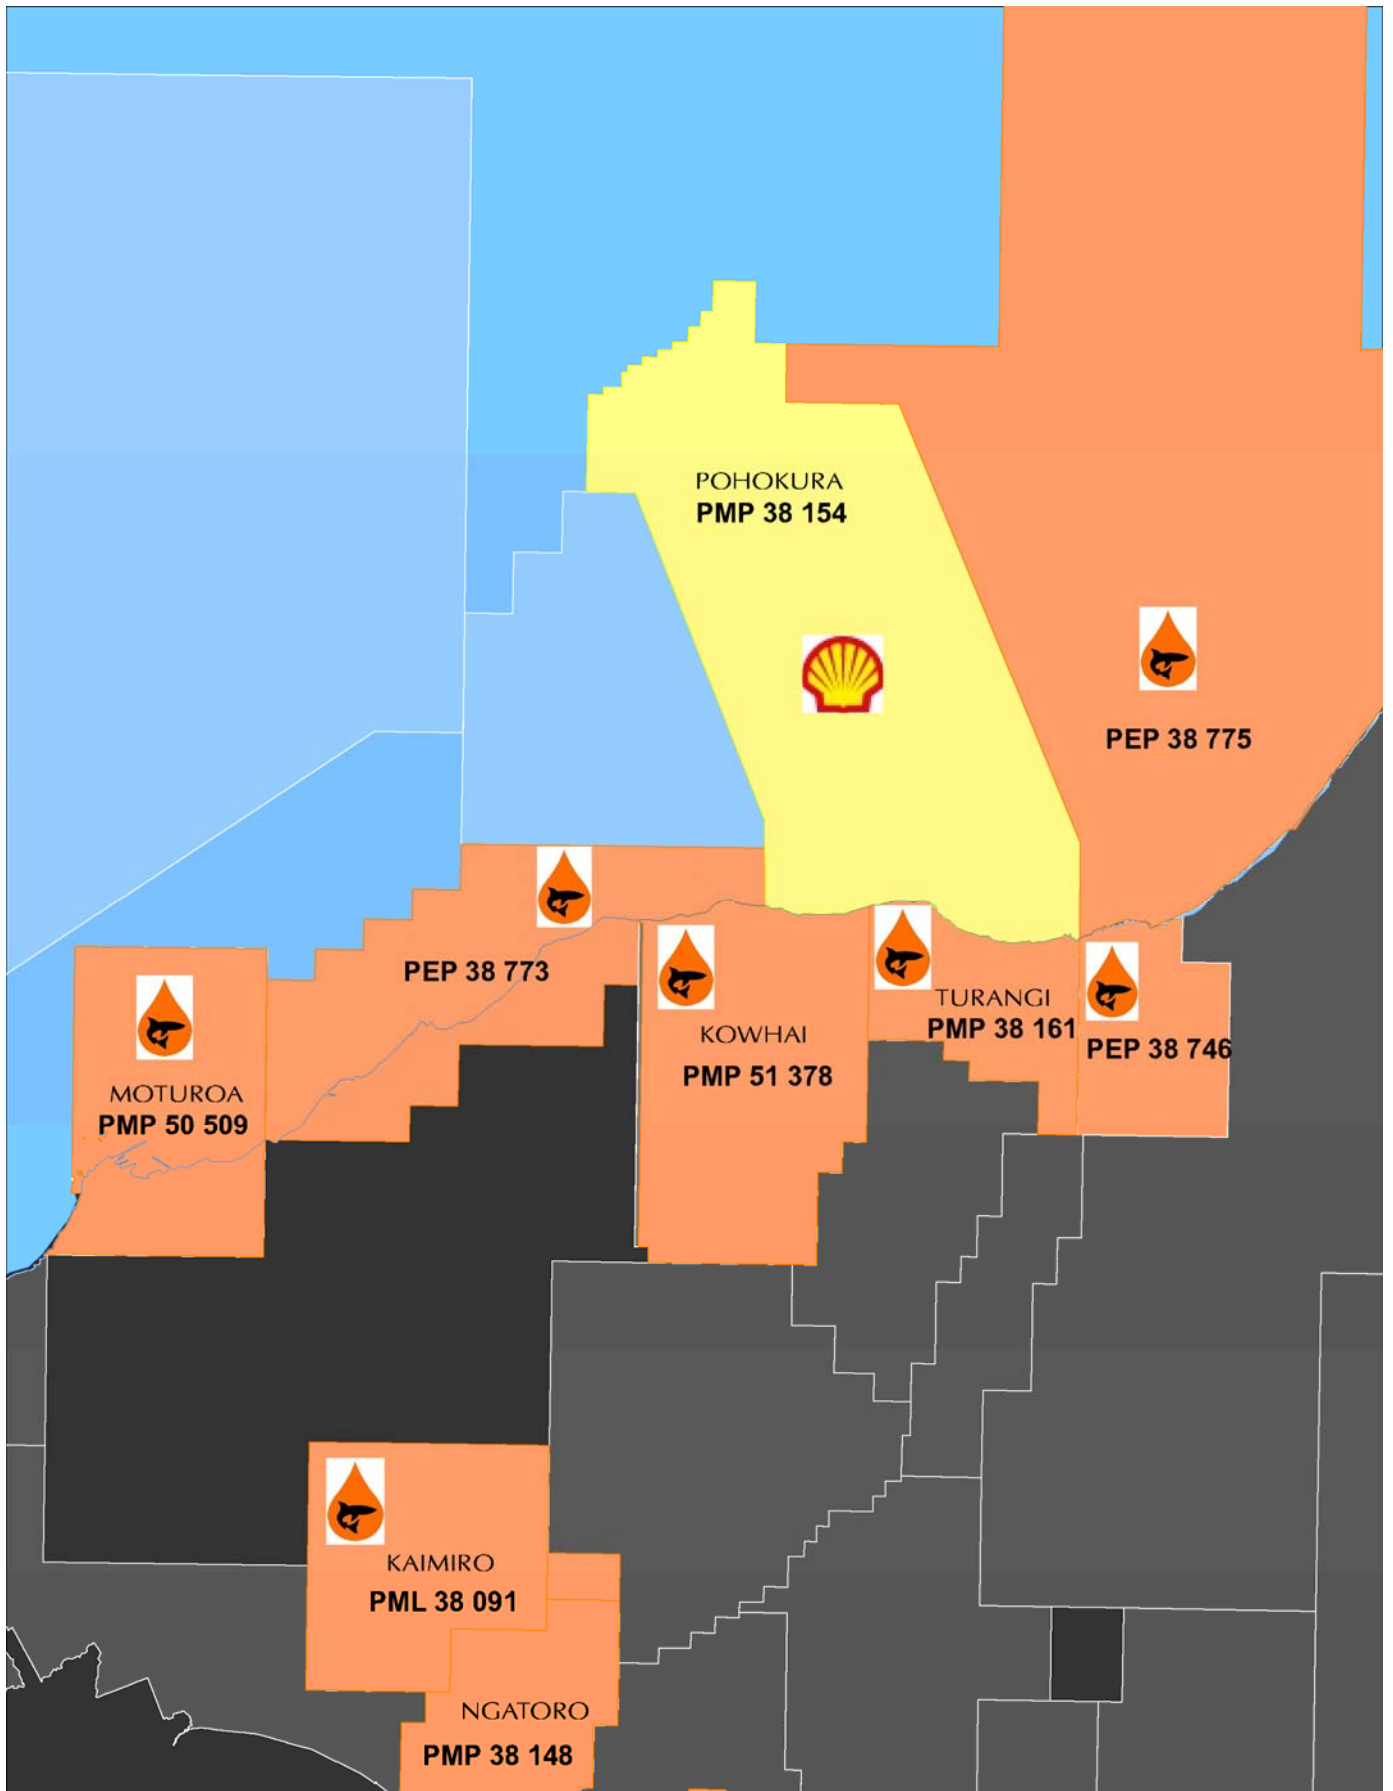 POHOKURA
PMP 38 154
PEP 38 775
PEP 38 773
TURANGI
PMP 38 161
KOWHAI
PMP 51 378
PEP 38 746
MOTUROA
PMP 50 509
KAIMIRO
PML 38 091
NGATORO
PMP 38 148